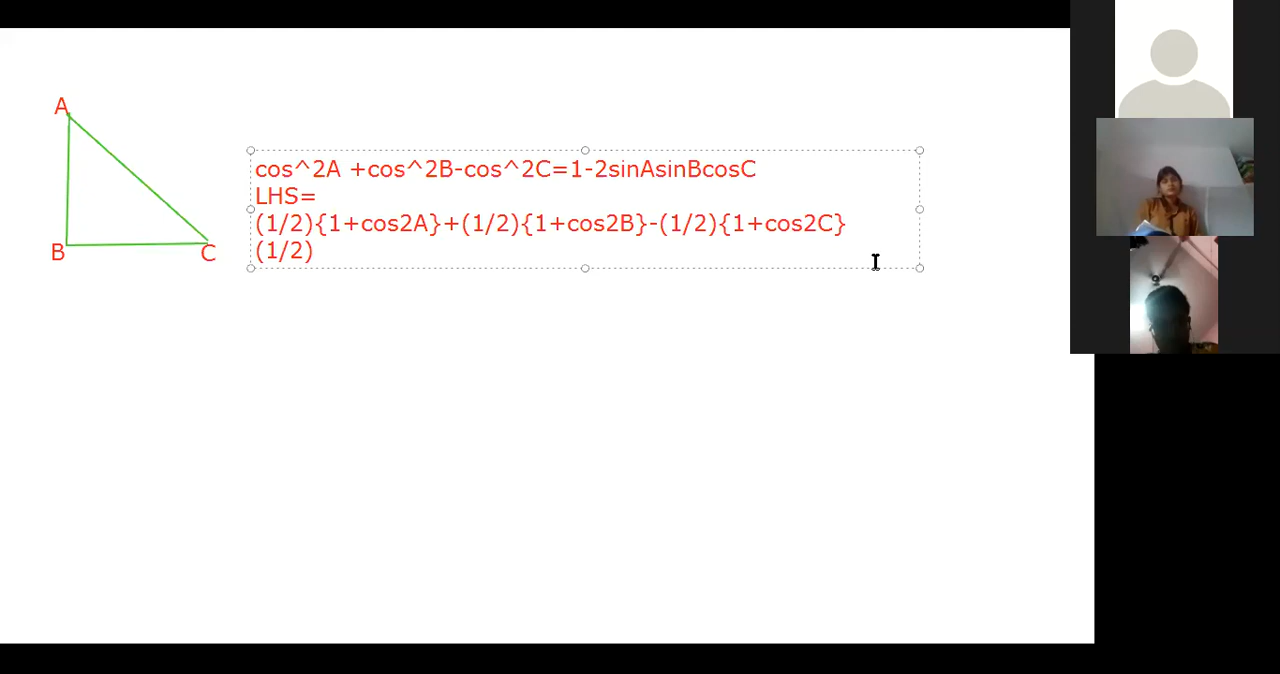 A
B
C
cos^2A +cos^2B-cos^2C=1-2sinAsinBcosC
LHS=
(1/2){1+cos2A}+(1/2){1+cos2B}-(1/2){1+cos2C}
(1/2)